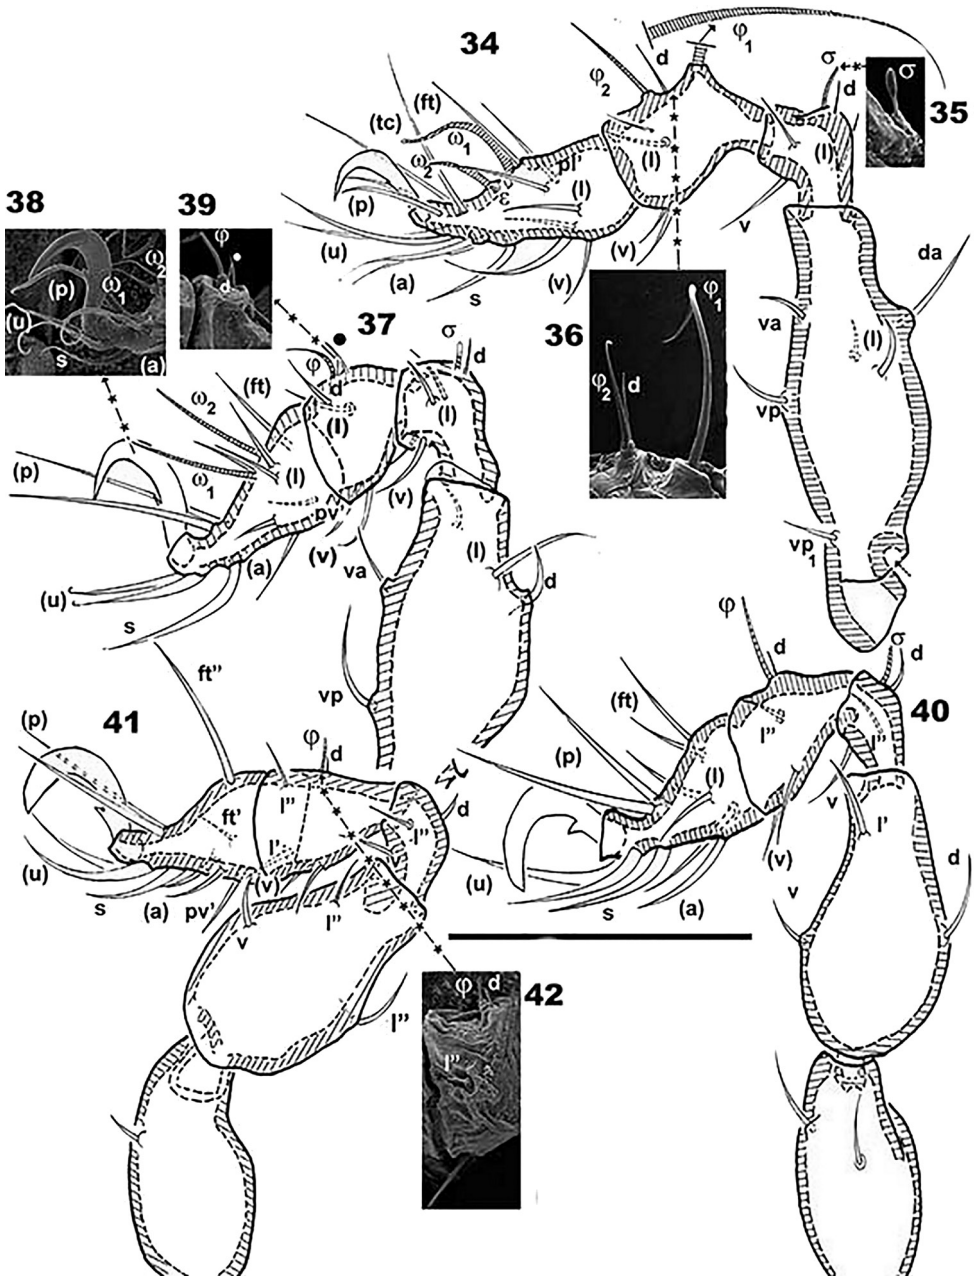 34
φ1
d
σ
σ
35
d
φ2
(ft)
(tc)
ω1
ω2
pl'
(l)
(l)
(l)
ε
(p)
(u)
(a)
s
(v)
(v)
v
da
va
(l)
vp
vp1
36
φ1
φ2
d
38
39
ω2
(p)
ω1
(u)
s
(a)
φ
d
37
φ
σ
d
d
(ft)
ω2
(l)
(l)
(l)
(p)
ω1
pv'
(v)
(a)
(v)
va
(l)
d
(u)
s
vp
41
ft''
(p)
φ
d
l''
ft'
l'
l''
d
(v)
(u)
s
(a)
pv'
v
l''
l''
42
φ
d
l''
40
φ
d
σ
d
(ft)
(p)
l''
l''
(l)
v
l'
(v)
(u)
s
(a)
v
d